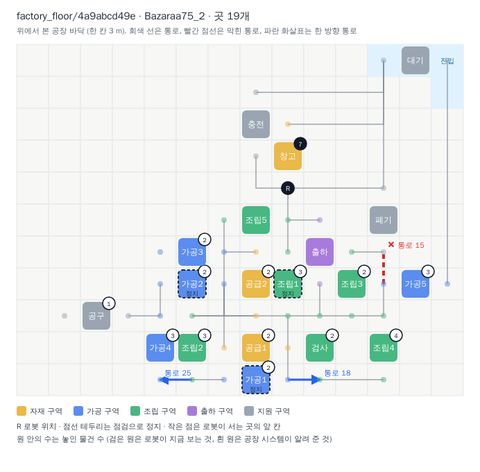 factory_floor/4a9abcd49e · Bazaraa75_2 · 곳 19개
위에서 본 공장 바닥 (한 칸 3 m). 회색 선은 통로, 빨간 점선은 막힌 통로, 파란 화살표는 한 방향 통로
대기
충전
창고
7
R
조립5
폐기
가공3
2
출하
✕ 통로 15
가공2
2
정지
공급2
2
조립1
3
정지
조립3
2
가공5
3
공구
1
가공4
3
조립2
3
공급1
2
검사
2
조립4
4
통로 25
가공1
2
정지
통로 18
자재 구역
가공 구역
조립 구역
출하 구역
지원 구역
R 로봇 위치 · 점선 테두리는 점검으로 정지 · 작은 점은 로봇이 서는 곳의 앞 칸
원 안의 수는 놓인 물건 수 (검은 원은 로봇이 지금 보는 것, 흰 원은 공장 시스템이 알려 준 것)